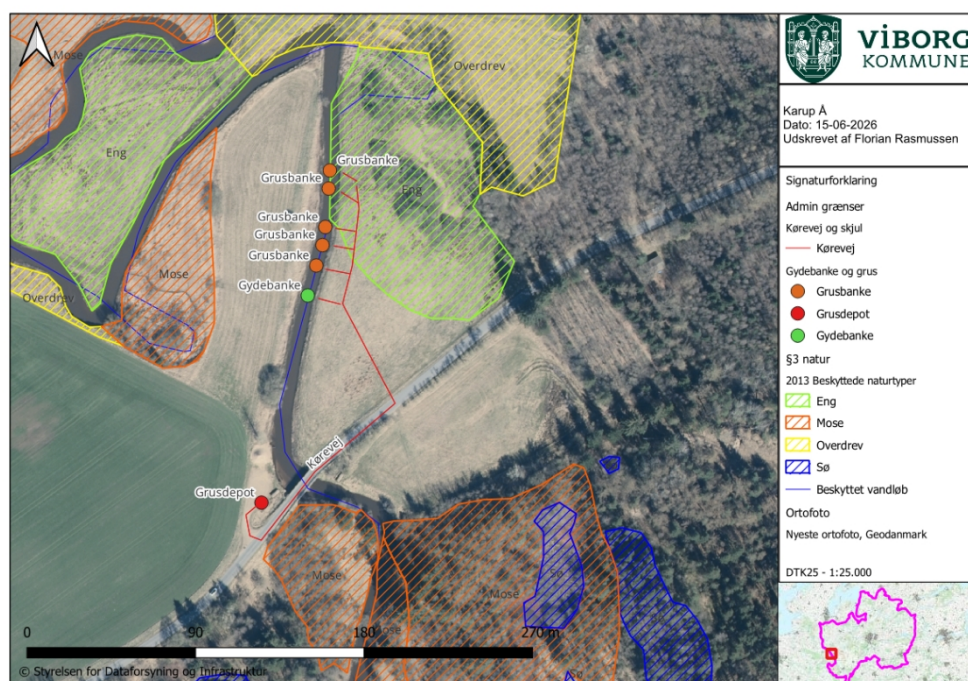 Mose
Overdrev
Eng
Grusbanke
Grusbanke
Eng
Grusbanke
Grusbanke
Grusbanke
Mose
Gydebanke
Overdrev
Kørevej
Grusdepot
Mose
Sø
Mose
Mose
Sø
0 90 180 270 m
© Styrelsen for Dataforsyning og Infrastruktur
VIBORG
KOMMUNE
Karup Å
Dato: 15-06-2026
Udskrevet af Florian Rasmussen
Signaturforklaring
Admin grænser
Kørevej og skjul
Kørevej
Gydebanke og grus
Grusbanke
Grusdepot
Gydebanke
§3 natur
2013 Beskyttede naturtyper
Eng
Mose
Overdrev
Sø
Beskyttet vandløb
Ortofoto
Nyeste ortofoto, Geodanmark
DTK25 - 1:25.000